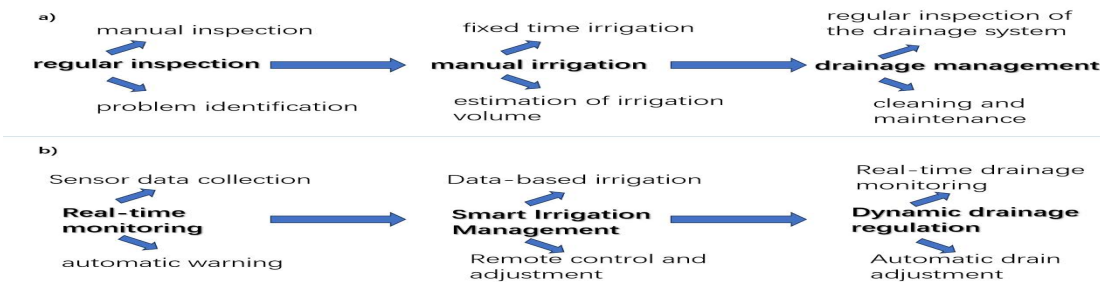 a)
manual inspection
regular inspection
problem identification
fixed time irrigation
manual irrigation
estimation of irrigation
volume
regular inspection of
the drainage system
drainage management
cleaning and
maintenance
b)
Sensor data collection
Real-time
monitoring
automatic warning
Data-based irrigation
Smart Irrigation
Management
Remote control and
adjustment
Real-time drainage
monitoring
Dynamic drainage
regulation
Automatic drain
adjustment